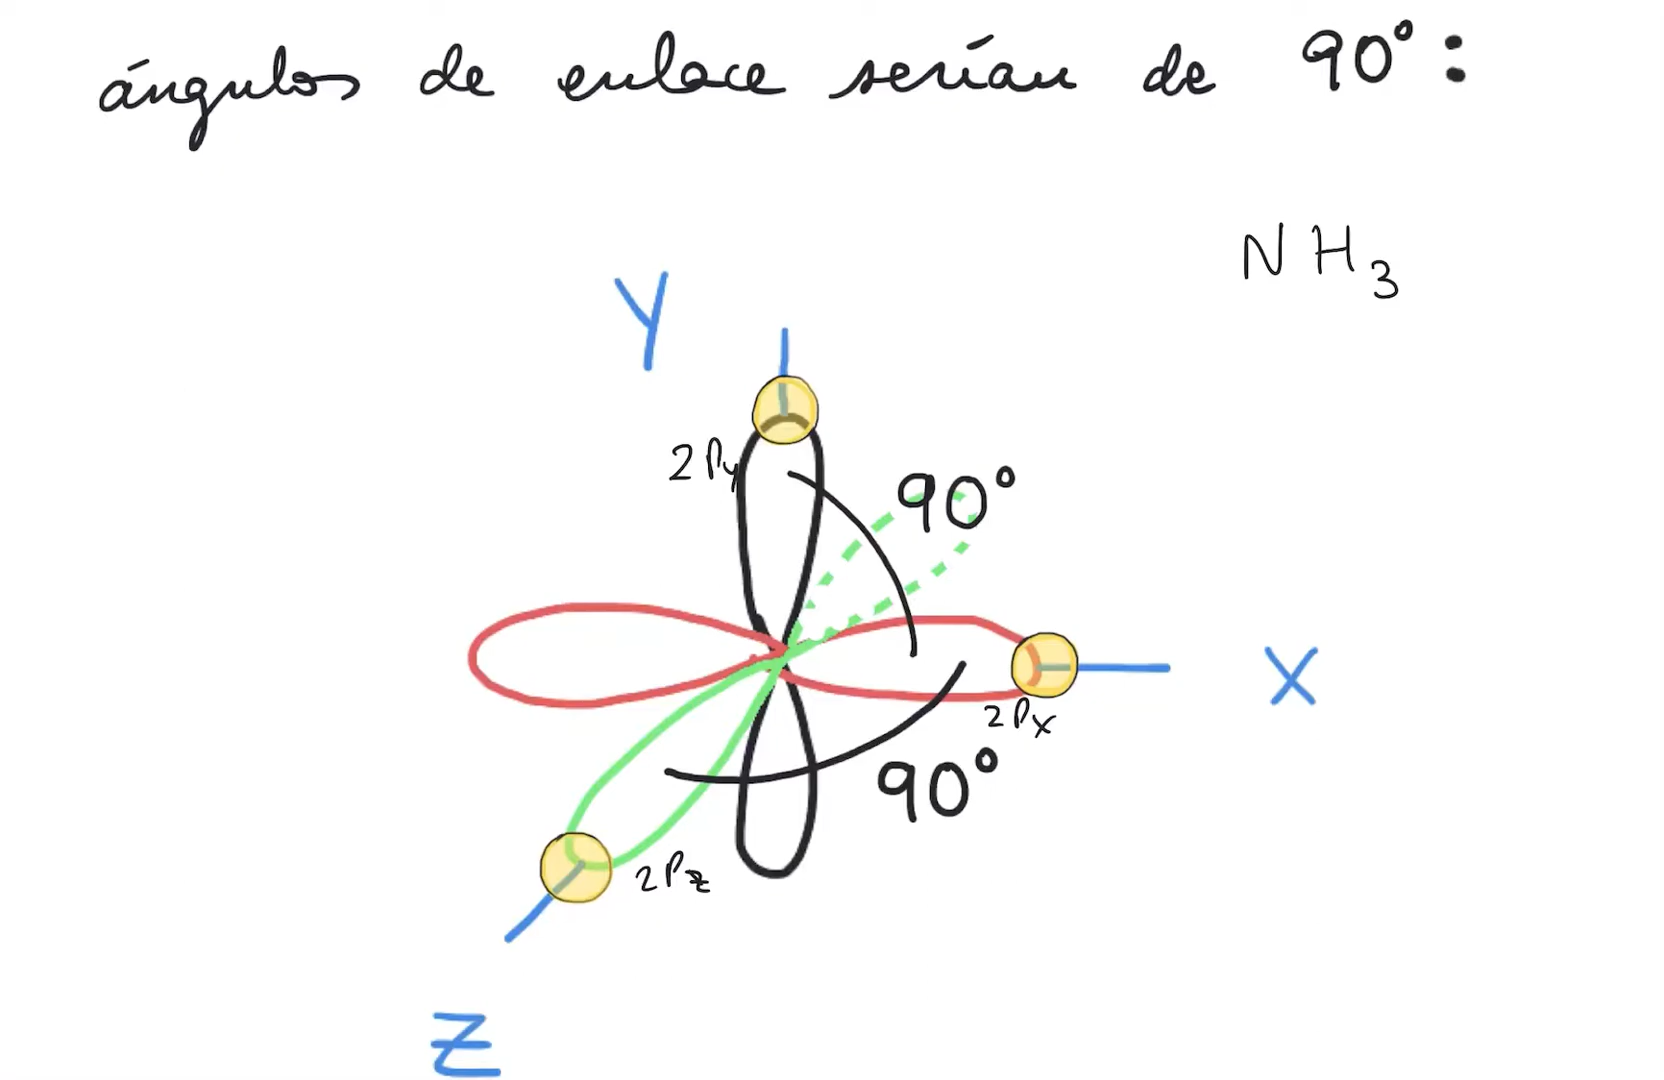 ángulos de enlace serían de 90° :
NH₃
Y
2Py
90°
X
2Px
90°
2Pz
Z